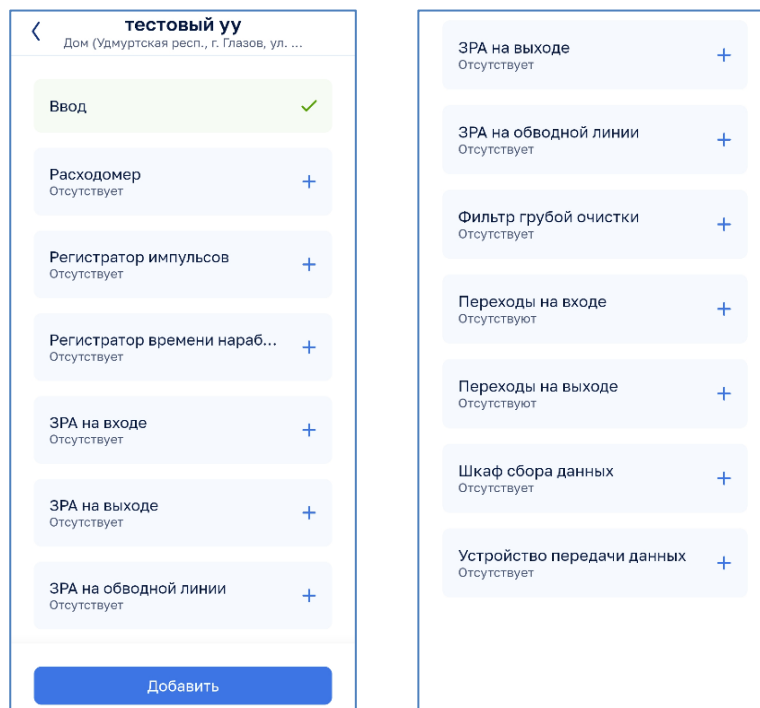 тестовый уу
Дом (Удмуртская респ., г. Глазов, ул. ...
Ввод
Расходомер
Отсутствует
Регистратор импульсов
Отсутствует
Регистратор времени нараб...
Отсутствует
ЗРА на входе
Отсутствует
ЗРА на выходе
Отсутствует
ЗРА на обводной линии
Отсутствует
Добавить
ЗРА на выходе
Отсутствует
ЗРА на обводной линии
Отсутствует
Фильтр грубой очистки
Отсутствует
Переходы на входе
Отсутствуют
Переходы на выходе
Отсутствуют
Шкаф сбора данных
Отсутствует
Устройство передачи данных
Отсутствует